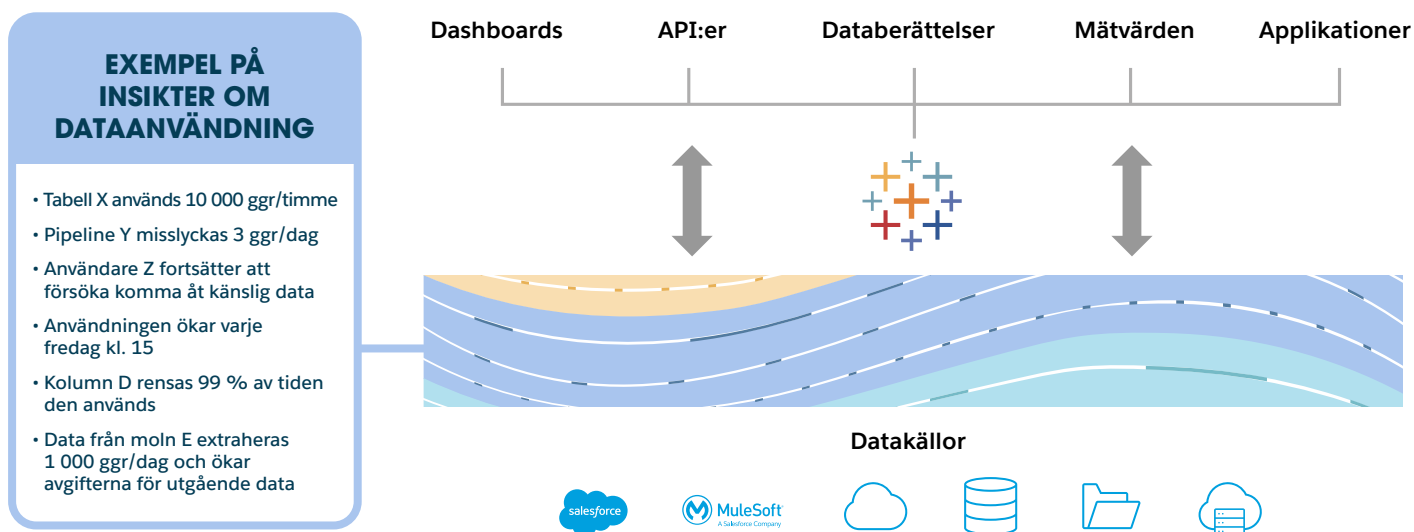 EXEMPEL PÅ
INSIKTER OM
DATAANVÄNDNING
• Tabell X används 10 000 ggr/timme
• Pipeline Y misslyckas 3 ggr/dag
• Användare Z fortsätter att
försöka komma åt känslig data
• Användningen ökar varje
fredag kl. 15
• Kolumn D rensas 99 % av tiden
den används
• Data från moln E extraheras
1 000 ggr/dag och ökar
avgifterna för utgående data
Dashboards
API:er
Databerättelser
Mätvärden
Applikationer
Datakällor
salesforce
MuleSoft
A Salesforce Company